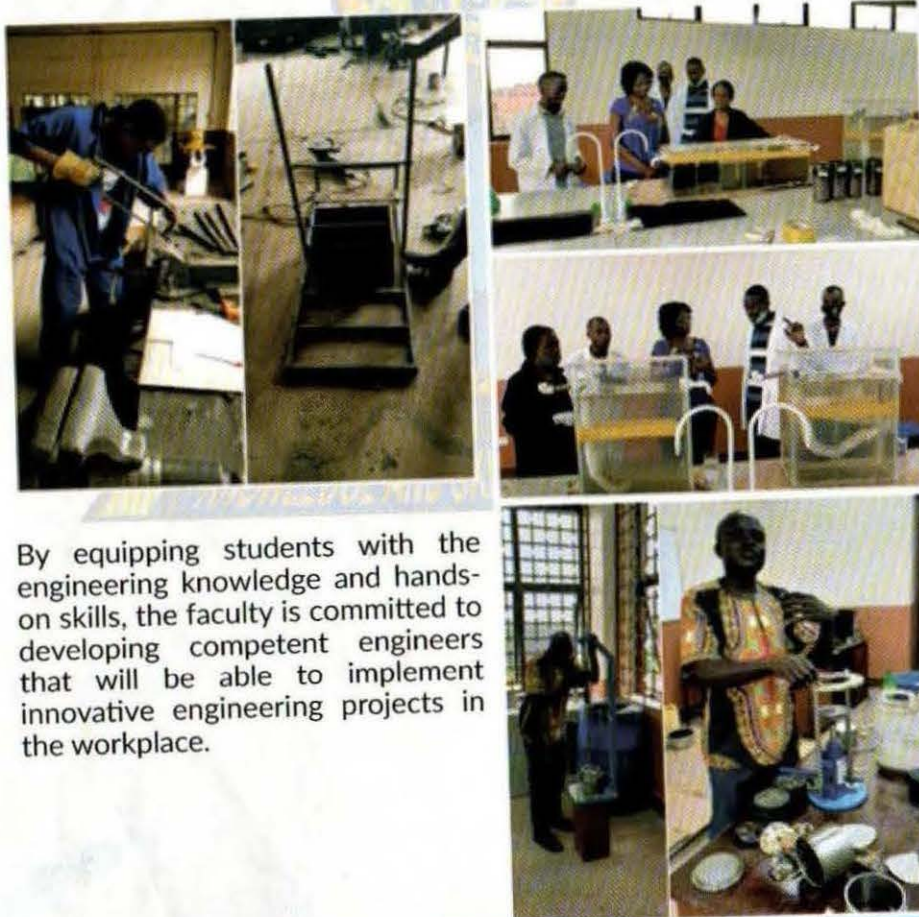 By equipping students with the
engineering knowledge and hands-
on skills, the faculty is committed to
developing competent engineers
that will be able to implement
innovative engineering projects in
the workplace.